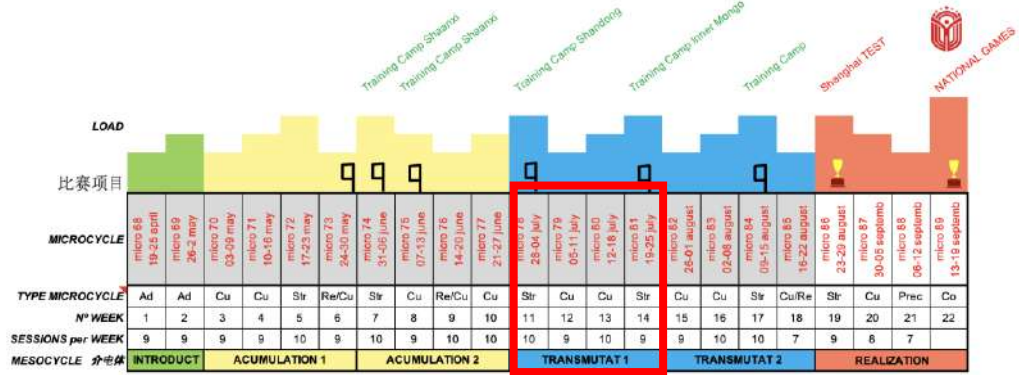 Training Camp Shaanxi
Training Camp Shaanxi
Training Camp Shandong
Training Camp Inner Mongo
Training Camp
Shanghai TEST
NATIONAL GAMES
LOAD
比赛项目
MICROCYCLE
micro 68 19-25 april
micro 69 26-2 may
micro 70 03-09 may
micro 71 10-16 may
micro 72 17-23 may
micro 73 24-30 may
micro 74 31-06 june
micro 75 07-13 june
micro 76 14-20 june
micro 77 21-27 june
micro 78 28-04 july
micro 79 05-11 july
micro 80 12-18 july
micro 81 19-25 july
micro 82 26-01 august
micro 83 02-08 august
micro 84 09-15 august
micro 85 16-22 august
micro 86 23-29 august
micro 87 30-05 septemb
micro 88 06-12 septemb
micro 89 13-19 septemb
TYPE MICROCYCLE Ad Ad Cu Cu Str Re/Cu Str Cu Re/Cu Cu Str Cu Cu Str Cu Cu Str Cu/Re Str Cu Prec Co
Nº WEEK 1 2 3 4 5 6 7 8 9 10 11 12 13 14 15 16 17 18 19 20 21 22
SESSIONS per WEEK 9 9 9 9 10 9 10 9 10 10 10 9 10 9 9 10 10 7 9 8 7
MESOCYCLE 介电体 INTRODUCT ACUMULATION 1 ACUMULATION 2 TRANSMUTAT 1 TRANSMUTAT 2 REALIZATION